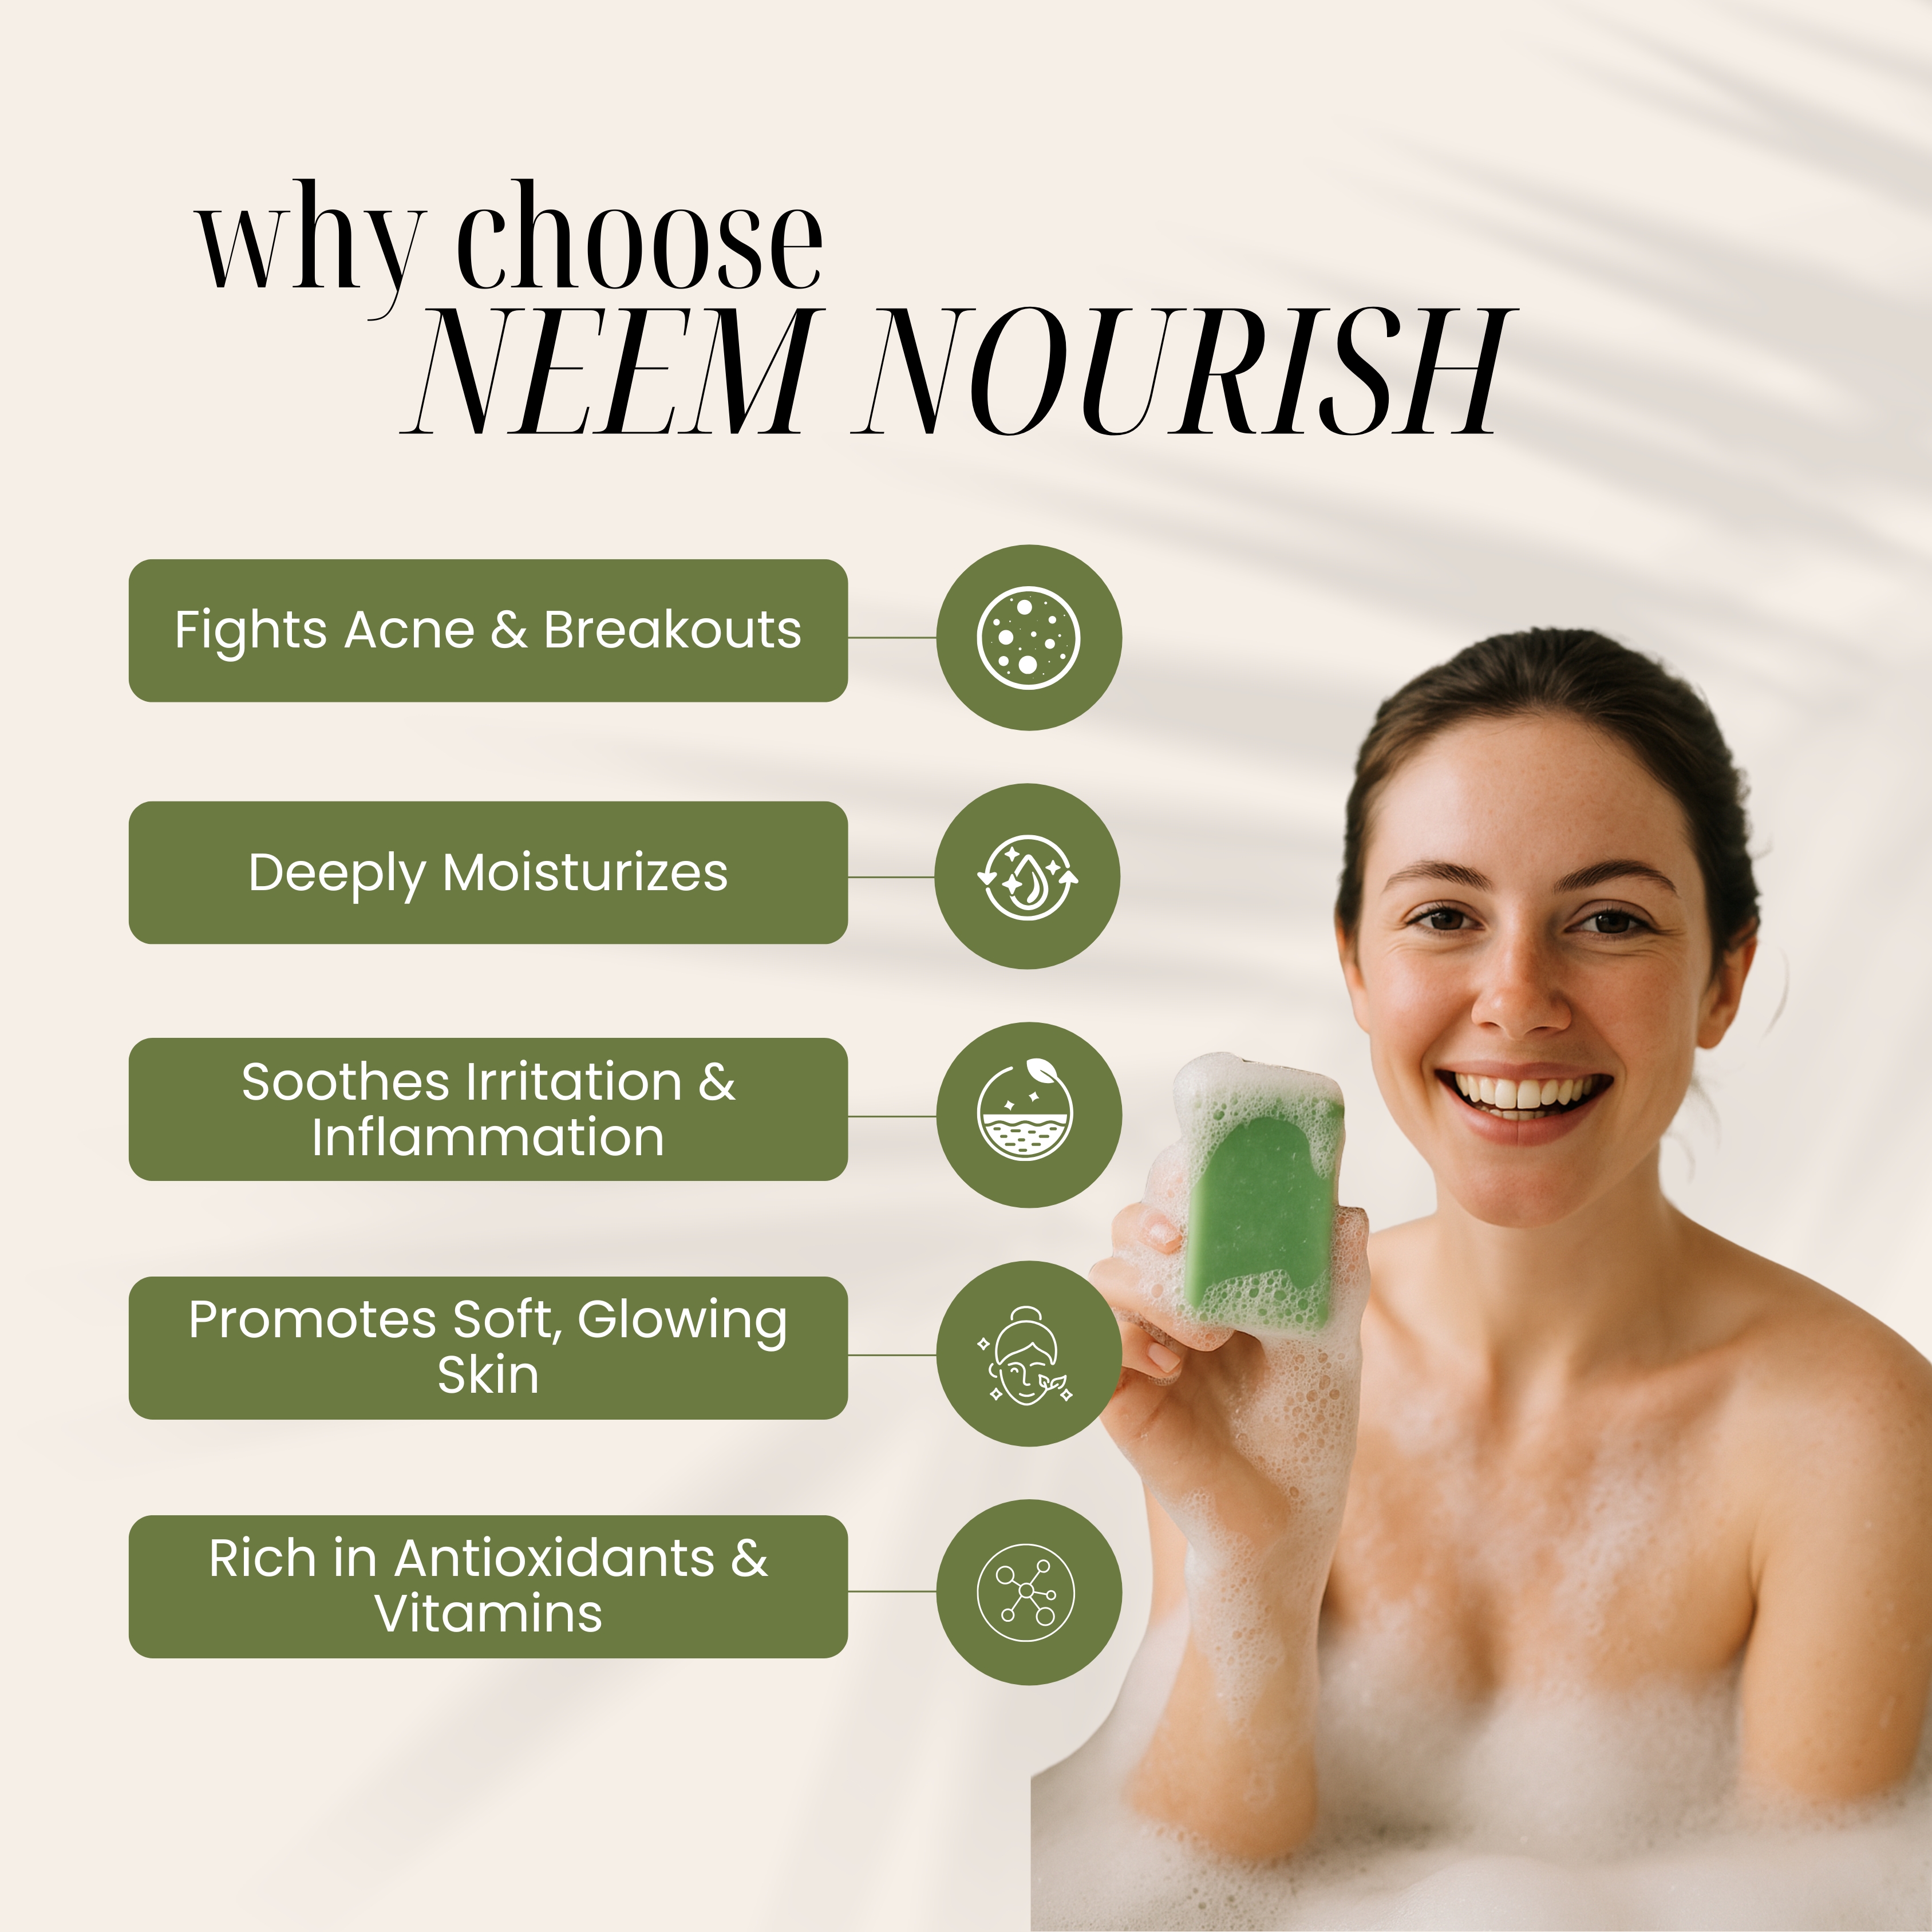 why choose
NEEM NOURISH
Fights Acne & Breakouts
Deeply Moisturizes
Soothes Irritation &
Inflammation
Promotes Soft, Glowing
Skin
Rich in Antioxidants &
Vitamins